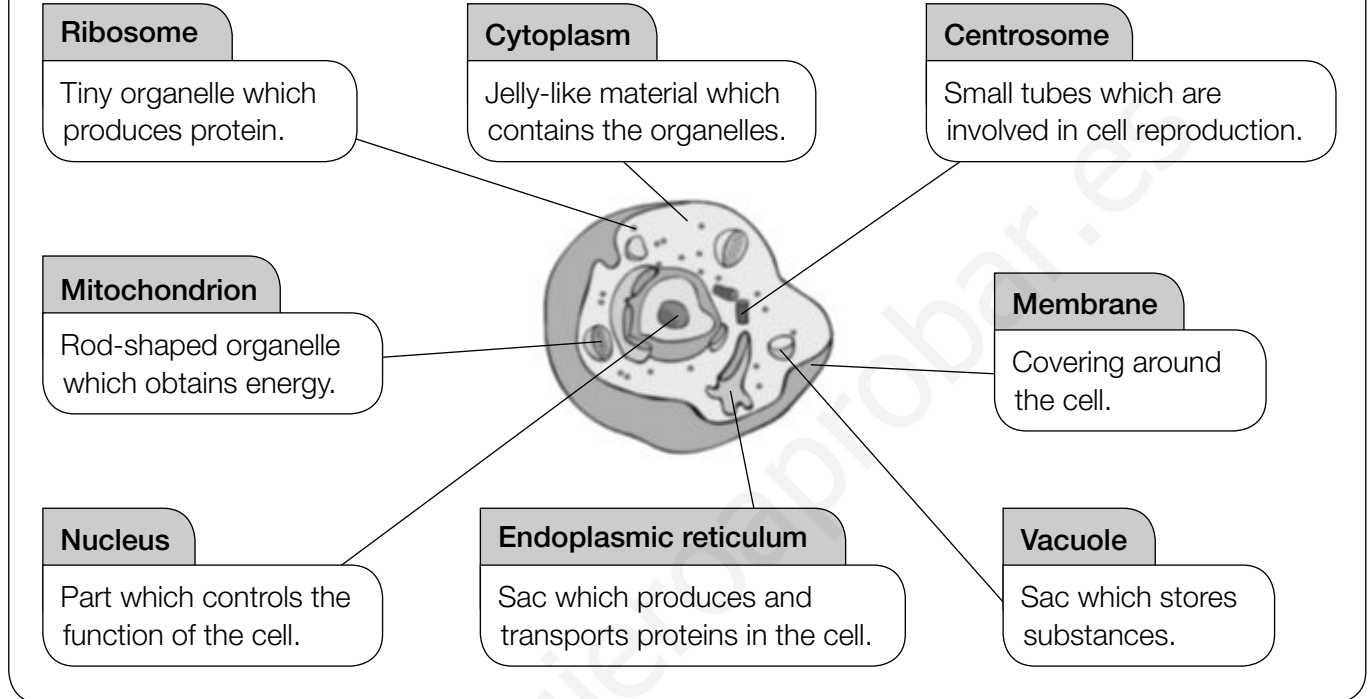 Ribosome
Tiny organelle which
produces protein.
Cytoplasm
Jelly-like material which
contains the organelles.
Centrosome
Small tubes which are
involved in cell reproduction.
Mitochondrion
Rod-shaped organelle
which obtains energy.
Membrane
Covering around
the cell.
Nucleus
Part which controls the
function of the cell.
Endoplasmic reticulum
Sac which produces and
transports proteins in the cell.
Vacuole
Sac which stores
substances.